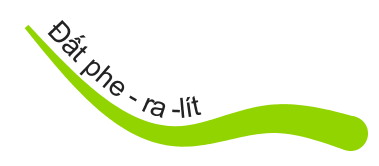 Đất phe - ra -lít